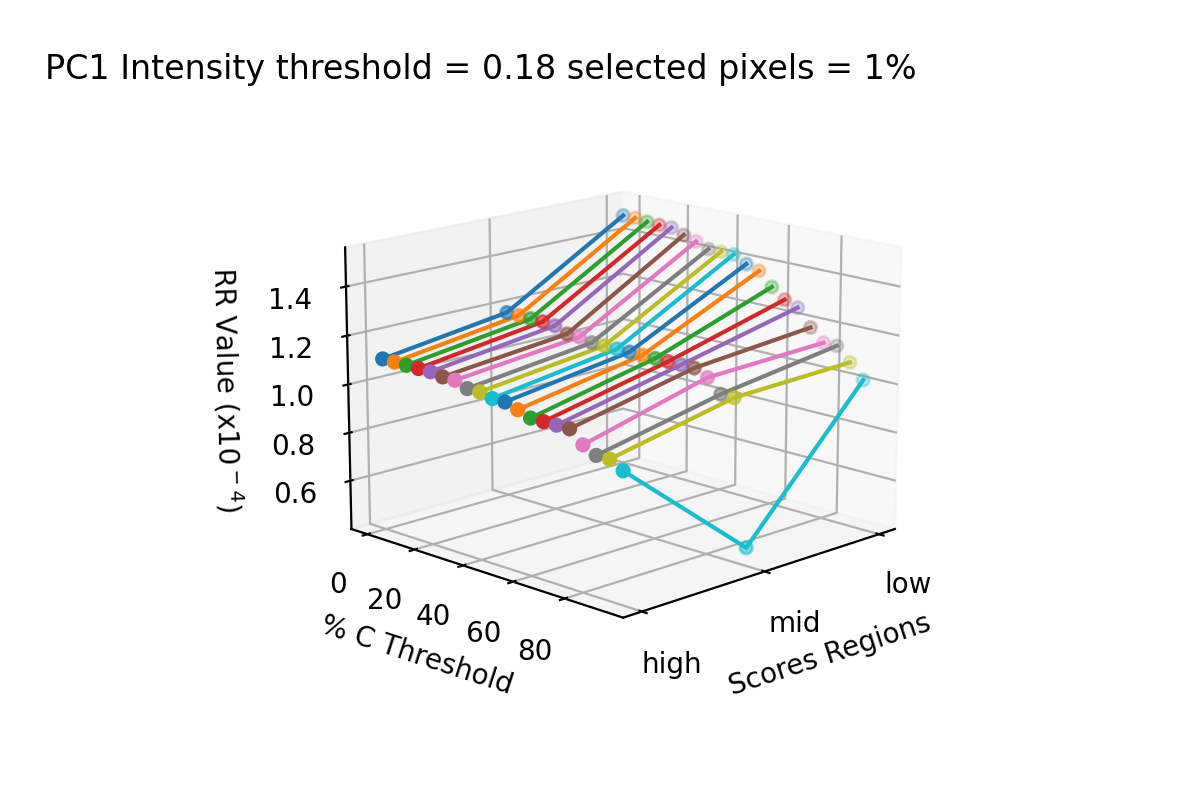 PC1 Intensity threshold = 0.18 selected pixels = 1%
RR Value (x10⁻⁴)
1.4
1.2
1.0
0.8
0.6
0
20
40
60
80
% C Threshold
high
mid
low
Scores Regions